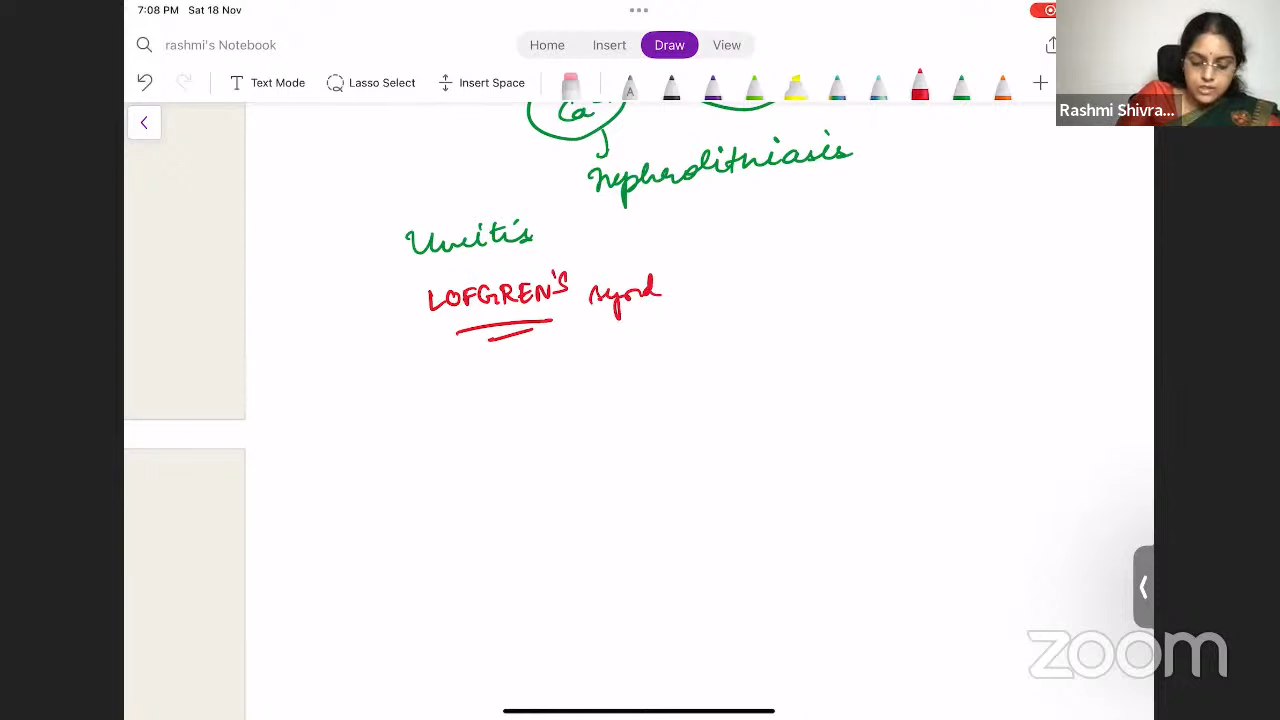 7:08 PM Sat 18 Nov
rashmi's Notebook
Home Insert Draw View
Text Mode Lasso Select Insert Space
A
Rashmi Shivra...
Ca
Nepherolithiasis
Uveitis
LOFGREN'S synd
zoom